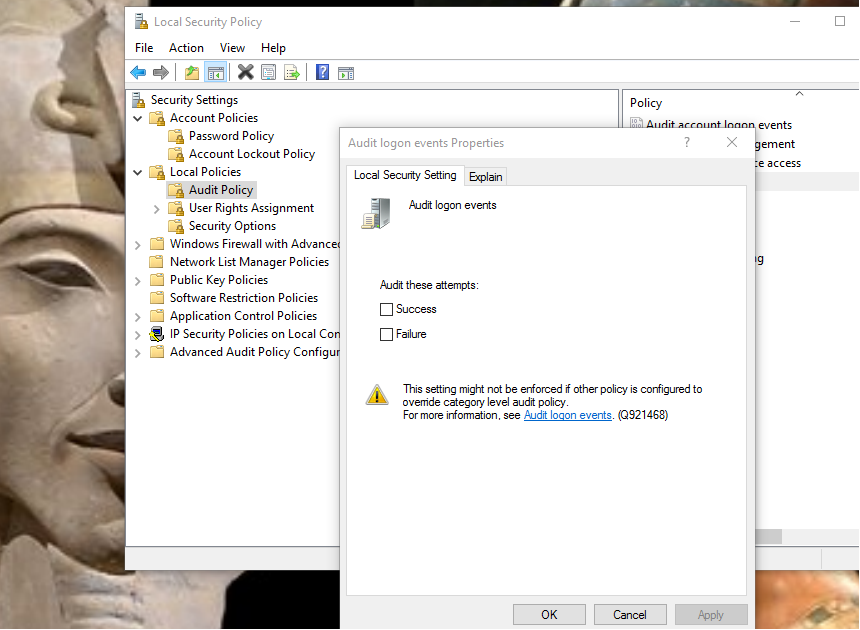 Local Security Policy
File Action View Help
Security Settings
Account Policies
Password Policy
Account Lockout Policy
Local Policies
Audit Policy
User Rights Assignment
Security Options
Windows Firewall with Advanced
Network List Manager Policies
Public Key Policies
Software Restriction Policies
Application Control Policies
IP Security Policies on Local Con
Advanced Audit Policy Configur
Policy
Audit account logon events
gement
ce access
ng
Audit logon events Properties
?
Local Security Setting Explain
Audit logon events
Audit these attempts:
Success
Failure
This setting might not be enforced if other policy is configured to
override category level audit policy.
For more information, see Audit logon events. (Q921468)
OK Cancel Apply